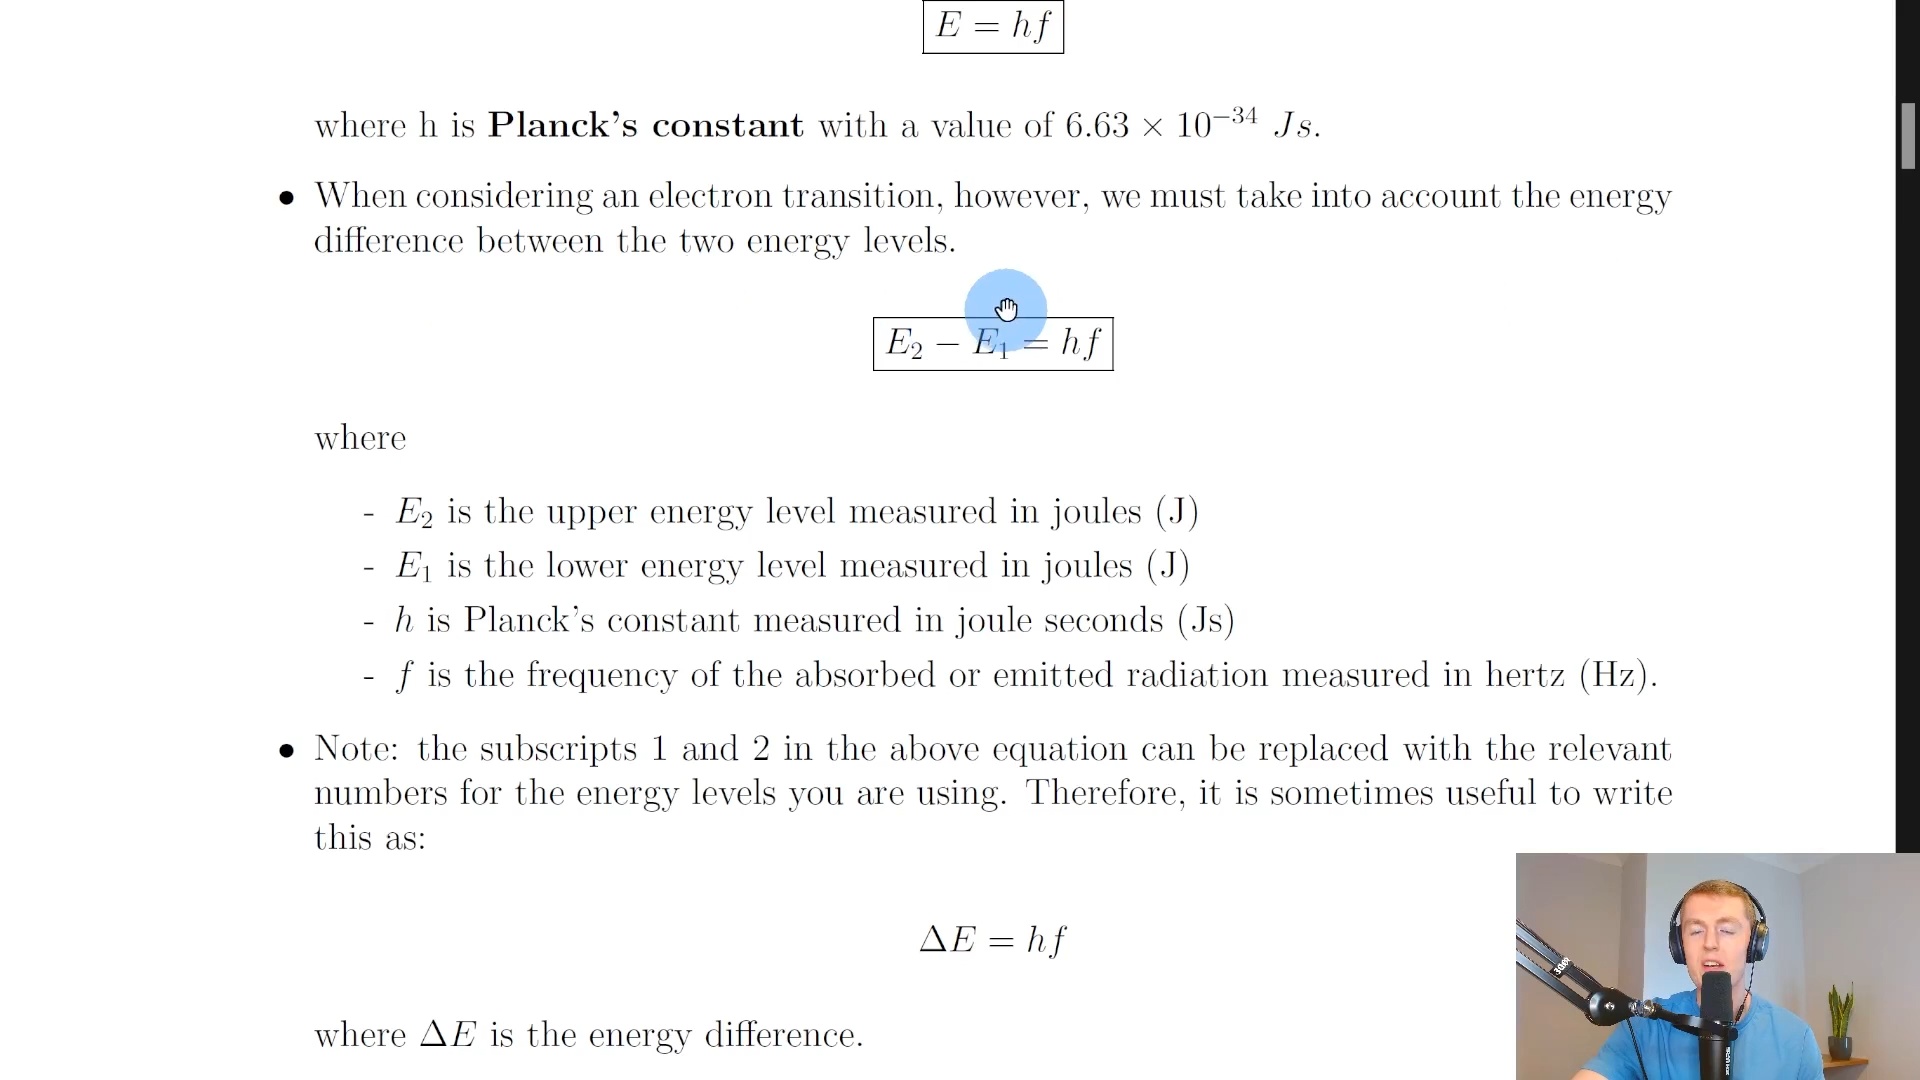 E = hf
where h is Planck's constant with a value of 6.63 × 10⁻³⁴ Js.
• When considering an electron transition, however, we must take into account the energy
difference between the two energy levels.
E₂ − E₁ = hf
where
- E₂ is the upper energy level measured in joules (J)
- E₁ is the lower energy level measured in joules (J)
- h is Planck's constant measured in joule seconds (Js)
- f is the frequency of the absorbed or emitted radiation measured in hertz (Hz).
• Note: the subscripts 1 and 2 in the above equation can be replaced with the relevant
numbers for the energy levels you are using. Therefore, it is sometimes useful to write
this as:
ΔE = hf
where ΔE is the energy difference.